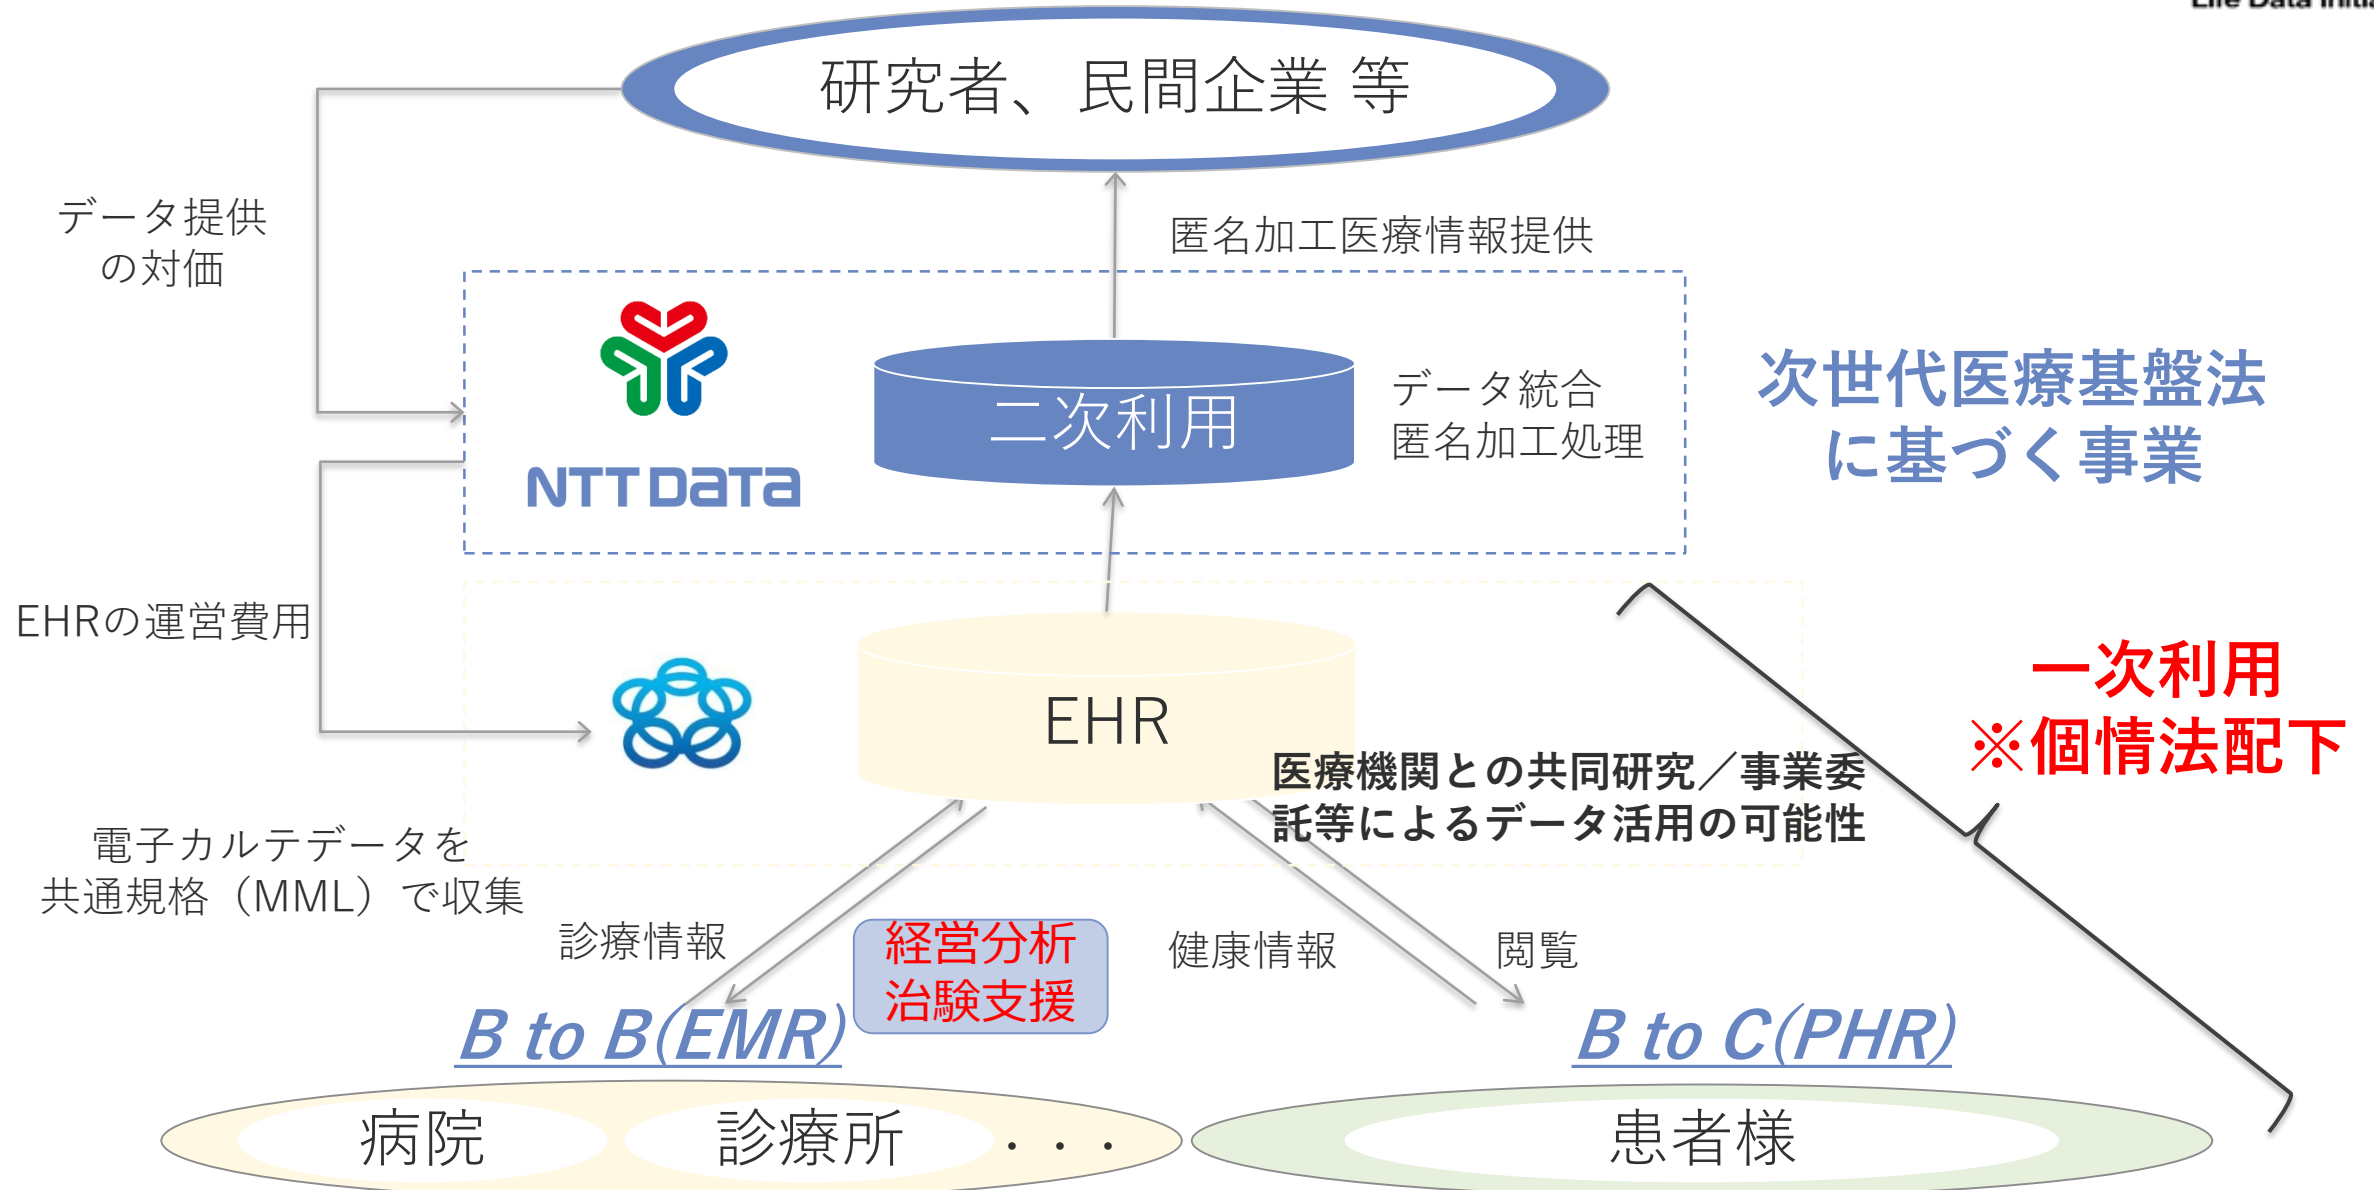 Life Data Initia
研究者、民間企業 等
データ提供
の対価
匿名加工医療情報提供
NTT DATA
二次利用
データ統合
匿名加工処理
次世代医療基盤法
に基づく事業
EHRの運営費用
EHR
一次利用
※個情法配下
医療機関との共同研究／事業委
託等によるデータ活用の可能性
電子カルテデータを
共通規格（MML）で収集
診療情報
経営分析
治験支援
健康情報
閲覧
B to B(EMR)
B to C(PHR)
病院
診療所
・・・
患者様